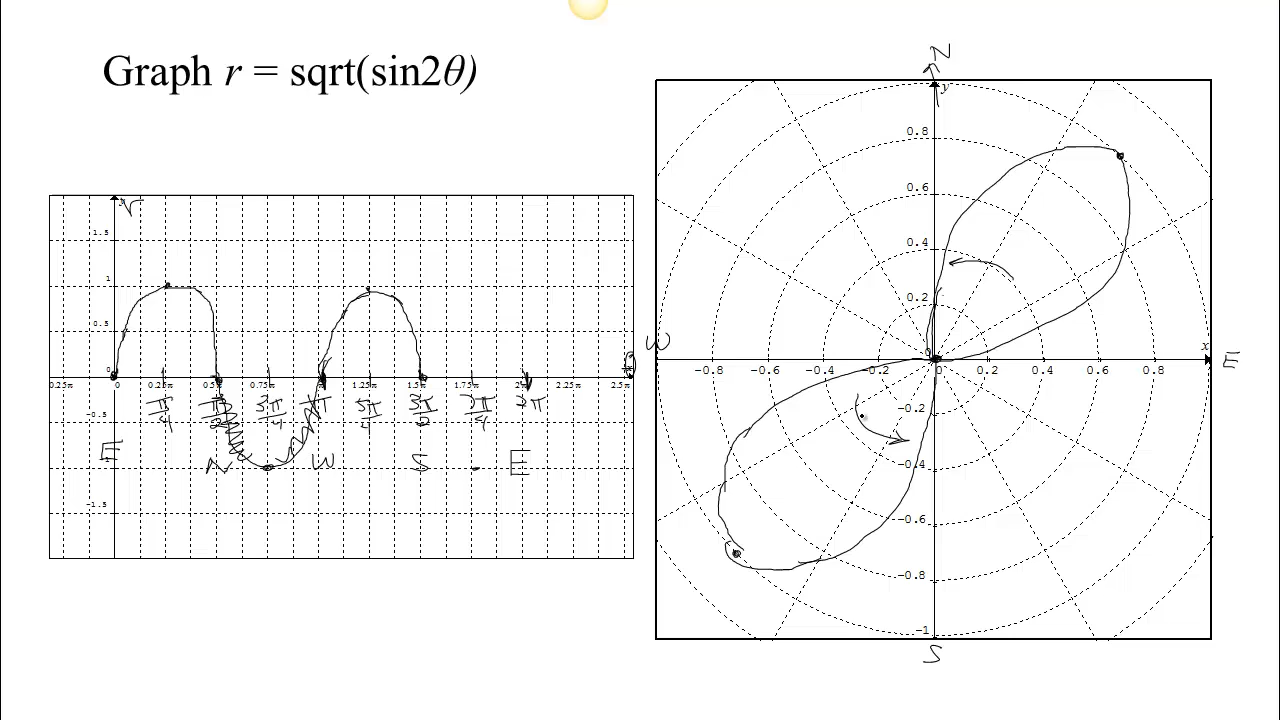 Graph r = sqrt(sin2θ)
r
1.5
1
0.5
0
-0.5
-1
-1.5
0.25π 0 0.25π 0.5π 0.75π π 1.25π 1.5π 1.75π 2π 2.25π 2.5π
π/4 π/2 3π/4 π 5π/4 3π/2 7π/4 2π
E N W S E
N
y
0.8
0.6
0.4
0.2
0
W -0.8 -0.6 -0.4 -0.2 0.2 0.4 0.6 0.8 x E
-0.2
-0.4
-0.6
-0.8
-1
S